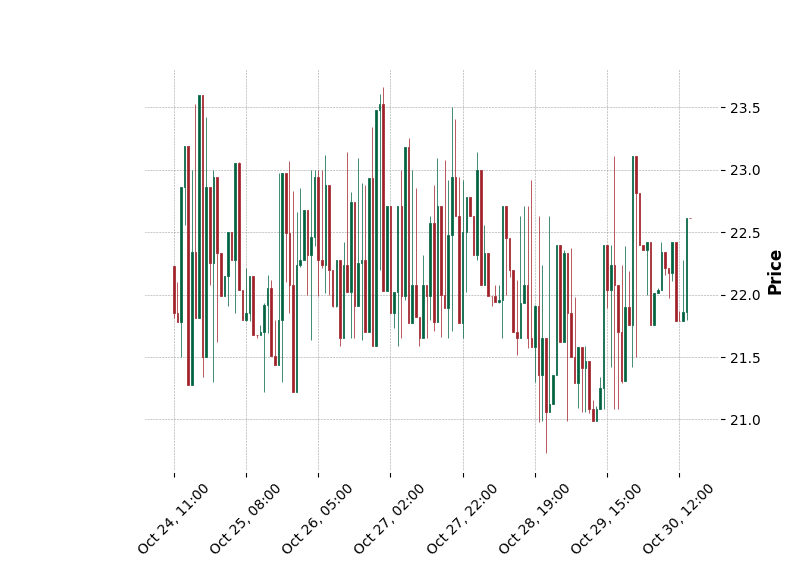 23.5
23.0
22.5
22.0
21.5
21.0
Price
Oct 24, 11:00
Oct 25, 08:00
Oct 26, 05:00
Oct 27, 02:00
Oct 27, 22:00
Oct 28, 19:00
Oct 29, 15:00
Oct 30, 12:00